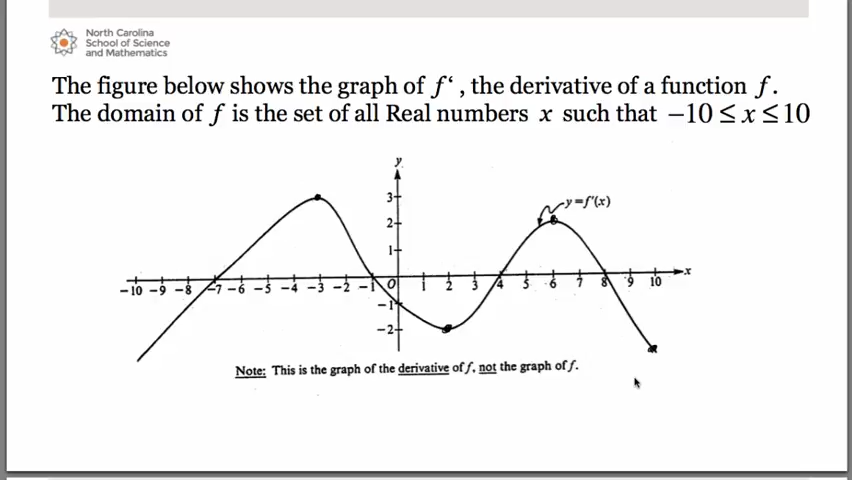 North Carolina
School of Science
and Mathematics
The figure below shows the graph of f‘ , the derivative of a function f.
The domain of f is the set of all Real numbers x such that −10 ≤ x ≤ 10
y
3
2
y=f'(x)
1
x
−10 −9 −8 −7 −6 −5 −4 −3 −2 −1 O 1 2 3 4 5 6 7 8 9 10
−1
−2
Note: This is the graph of the derivative of f, not the graph of f.